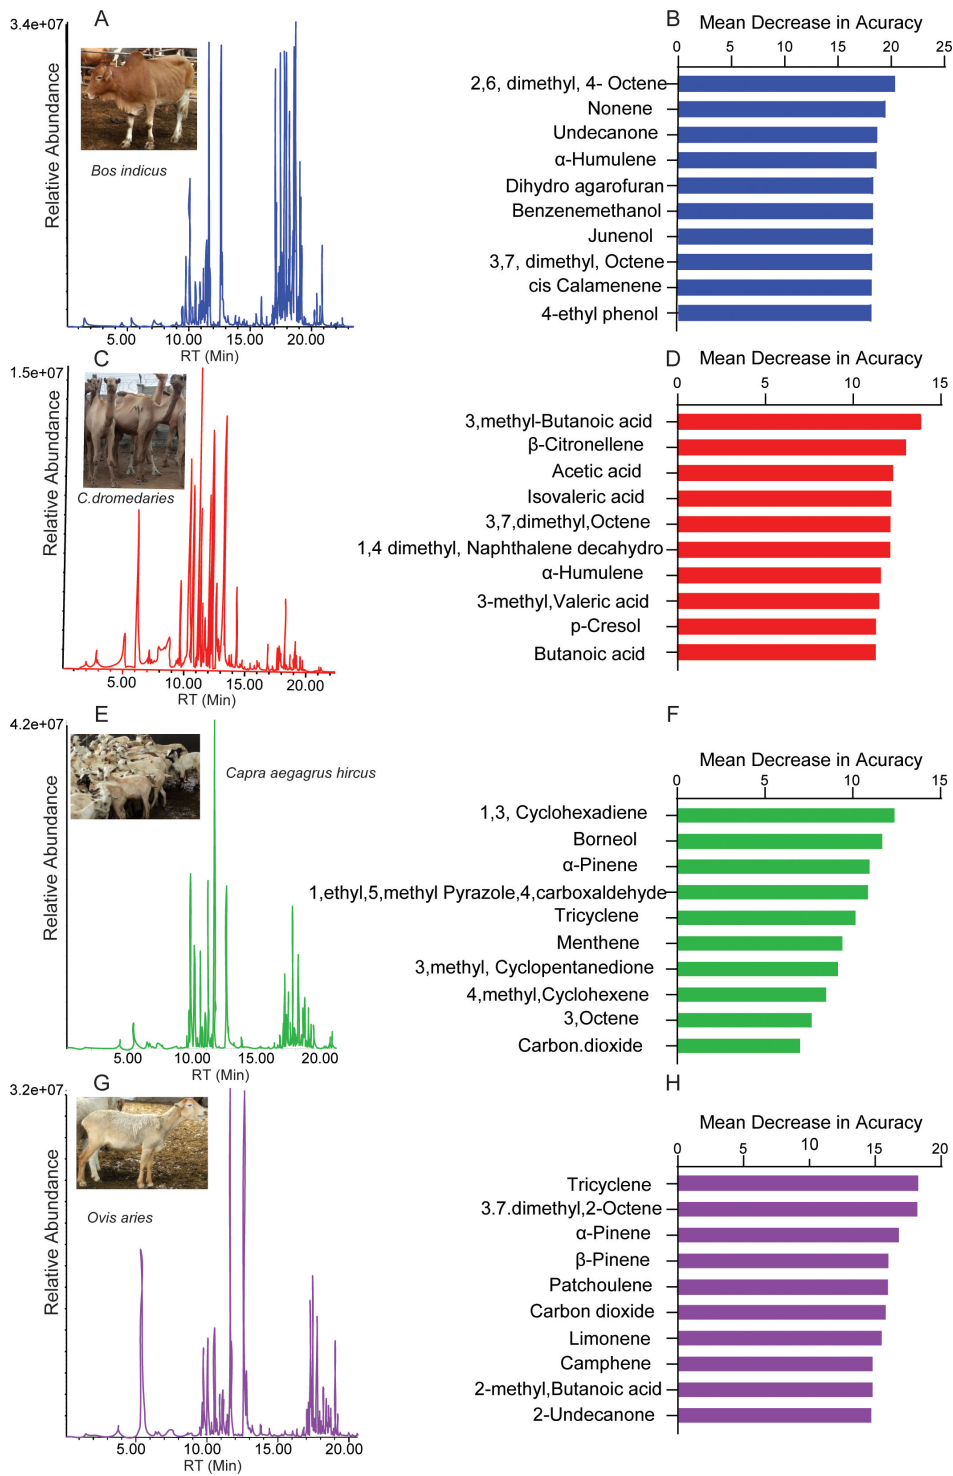 A
3.4e+07
Relative Abundance
Bos indicus
5.00 10.00 15.00 20.00
RT (Min)
B
Mean Decrease in Acuracy
0 5 10 15 20 25
2,6, dimethyl, 4- Octene
Nonene
Undecanone
α-Humulene
Dihydro agarofuran
Benzenemethanol
Junenol
3,7, dimethyl, Octene
cis Calamenene
4-ethyl phenol
C
1.5e+07
Relative Abundance
C.dromedaries
5.00 10.00 15.00 20.00
RT (Min)
D
Mean Decrease in Acuracy
0 5 10 15
3,methyl-Butanoic acid
β-Citronellene
Acetic acid
Isovaleric acid
3,7,dimethyl,Octene
1,4 dimethyl, Naphthalene decahydro
α-Humulene
3-methyl,Valeric acid
p-Cresol
Butanoic acid
E
4.2e+07
Relative Abundance
Capra aegagrus hircus
5.00 10.00 15.00 20.00
RT (Min)
F
Mean Decrease in Acuracy
0 5 10 15
1,3, Cyclohexadiene
Borneol
α-Pinene
1,ethyl,5,methyl Pyrazole,4,carboxaldehyde
Tricyclene
Menthene
3,methyl, Cyclopentanedione
4,methyl,Cyclohexene
3,Octene
Carbon.dioxide
G
3.2e+07
Relative Abundance
Ovis aries
5.00 10.00 15.00 20.00
RT (Min)
H
Mean Decrease in Acuracy
0 5 10 15 20
Tricyclene
3.7.dimethyl,2-Octene
α-Pinene
β-Pinene
Patchoulene
Carbon dioxide
Limonene
Camphene
2-methyl,Butanoic acid
2-Undecanone